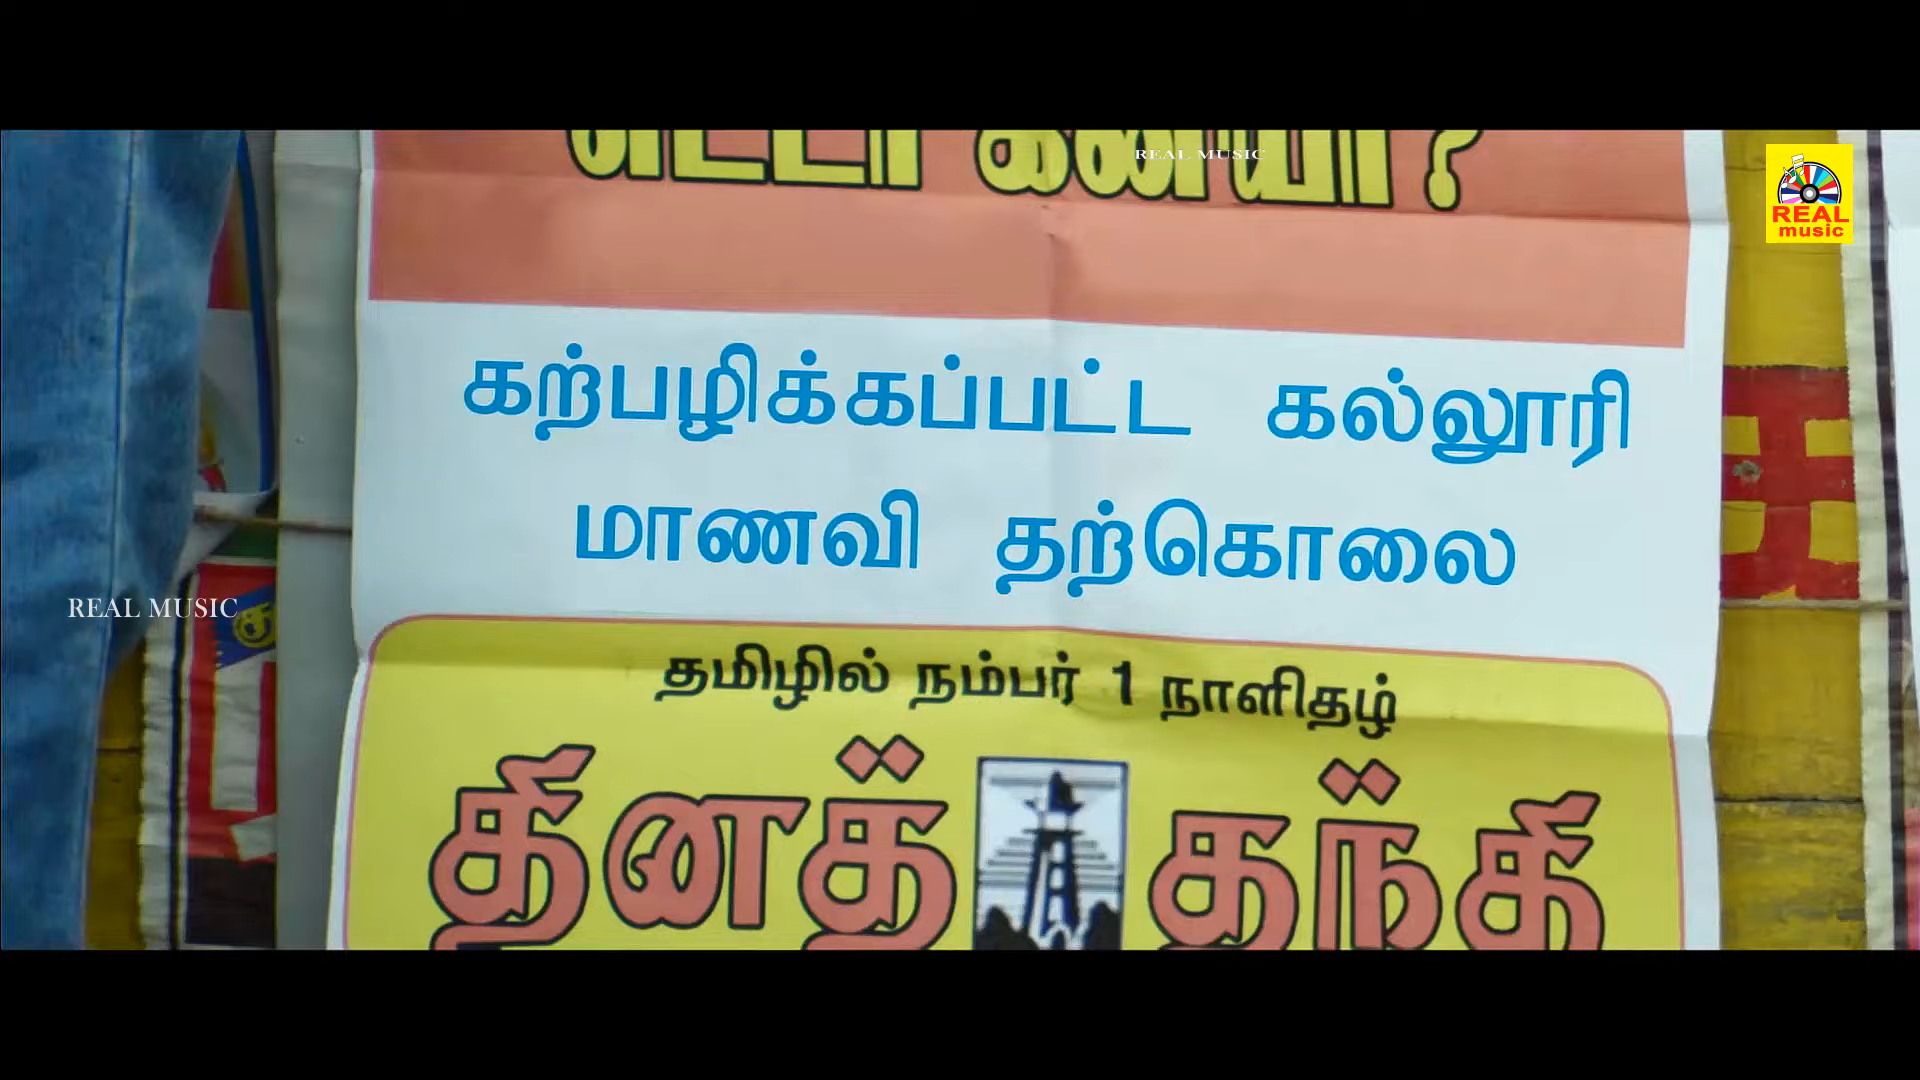 REAL MUSIC
REAL
music
கற்பழிக்கப்பட்ட கல்லூரி
மாணவி தற்கொலை
REAL MUSIC
தமிழில் நம்பர் 1 நாளிதழ்
தினத் தந்தி